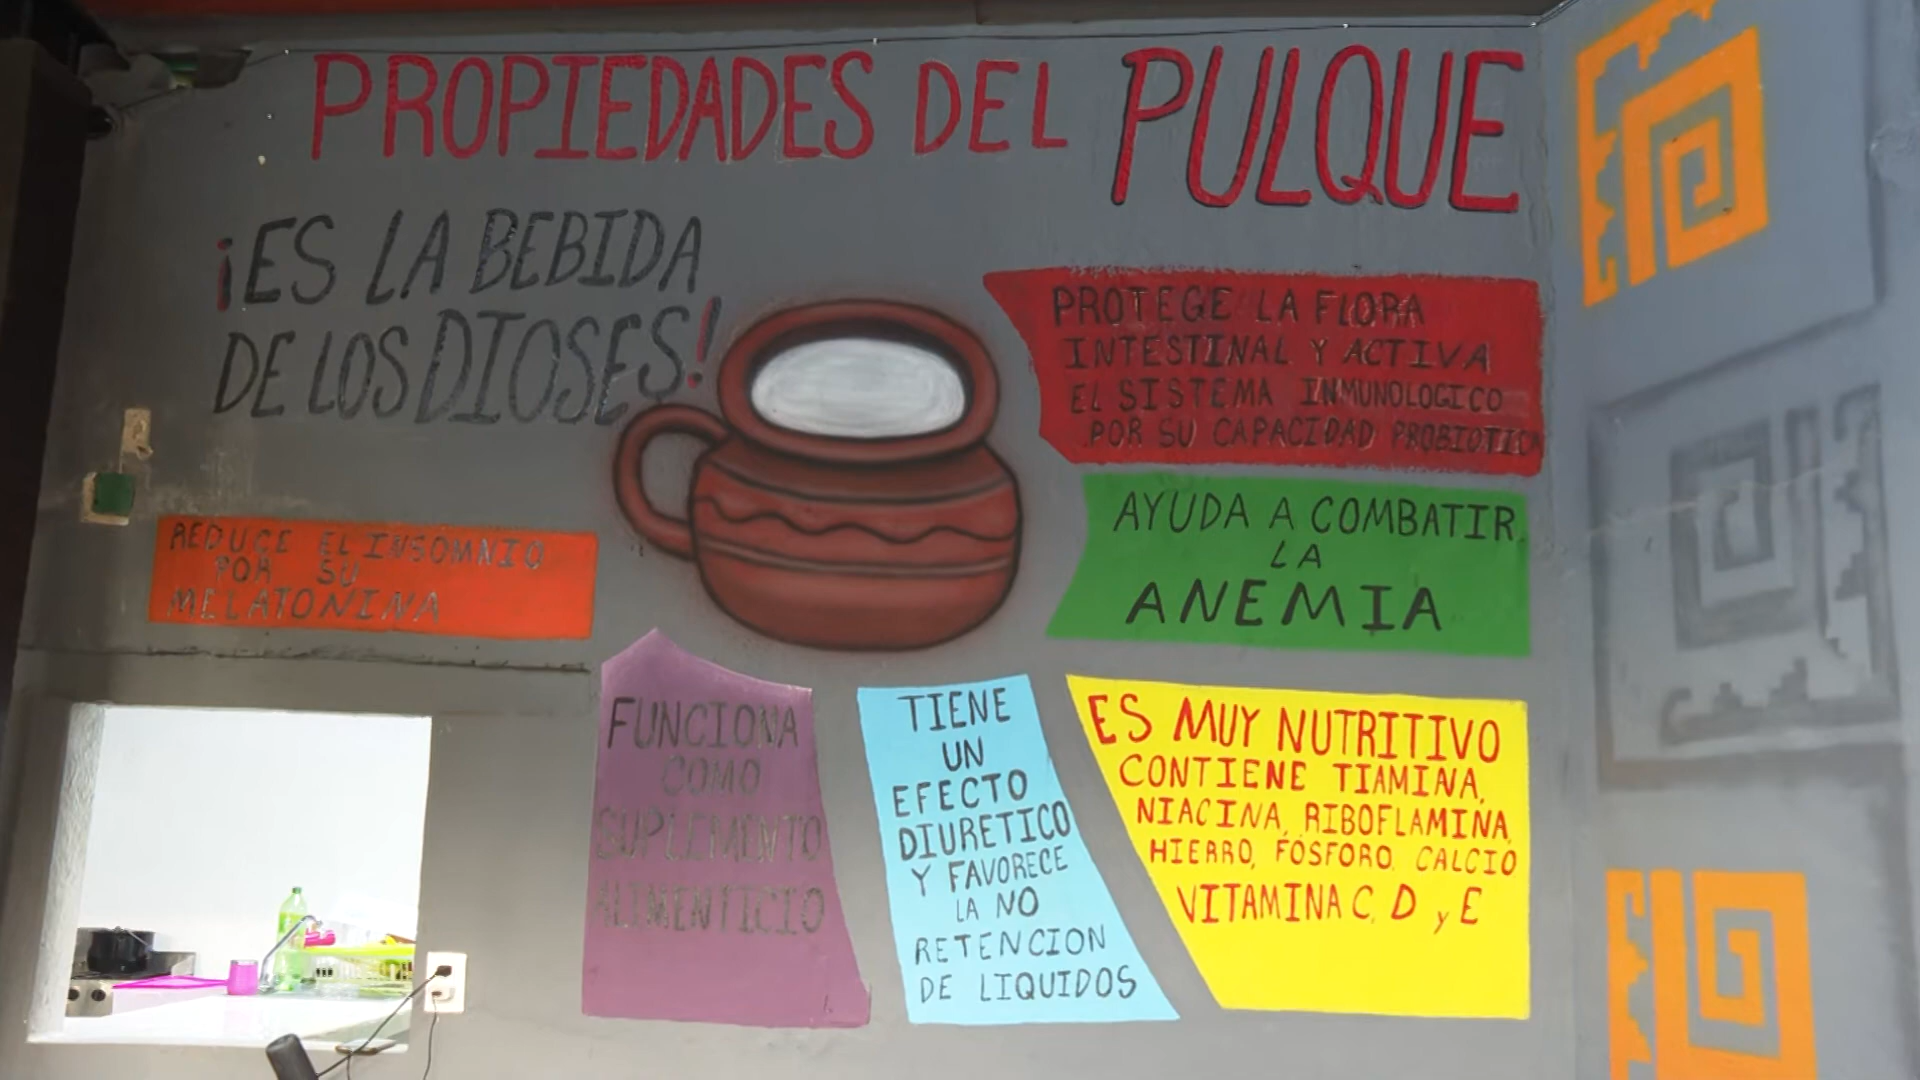 PROPIEDADES DEL PULQUE
¡ES LA BEBIDA
DE LOS DIOSES!
PROTEGE LA FLORA
INTESTINAL Y ACTIVA
EL SISTEMA INMUNOLOGICO
POR SU CAPACIDAD PROBIOTIC
AYUDA A COMBATIR
LA
ANEMIA
REDUCE EL INSOMNIO
POR SU
MELATONINA
FUNCIONA
COMO
SUPLEMENTO
ALIMENTICIO
TIENE
UN
EFECTO
DIURETICO
Y FAVORECE
LA NO
RETENCION
DE LIQUIDOS
ES MUY NUTRITIVO
CONTIENE TIAMINA,
NIACINA, RIBOFLAMINA,
HIERRO, FÓSFORO, CALCIO
VITAMINA C, D y E